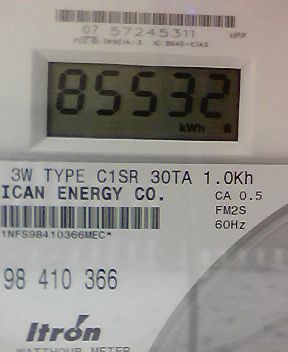 07 57245311
85532
kWh
3W TYPE C1SR 30TA 1.0Kh
ICAN ENERGY CO.
CA 0.5
FM2S
60Hz
1NFS98410366MEC*
98 410 366
Itron
WATTHOUR METER